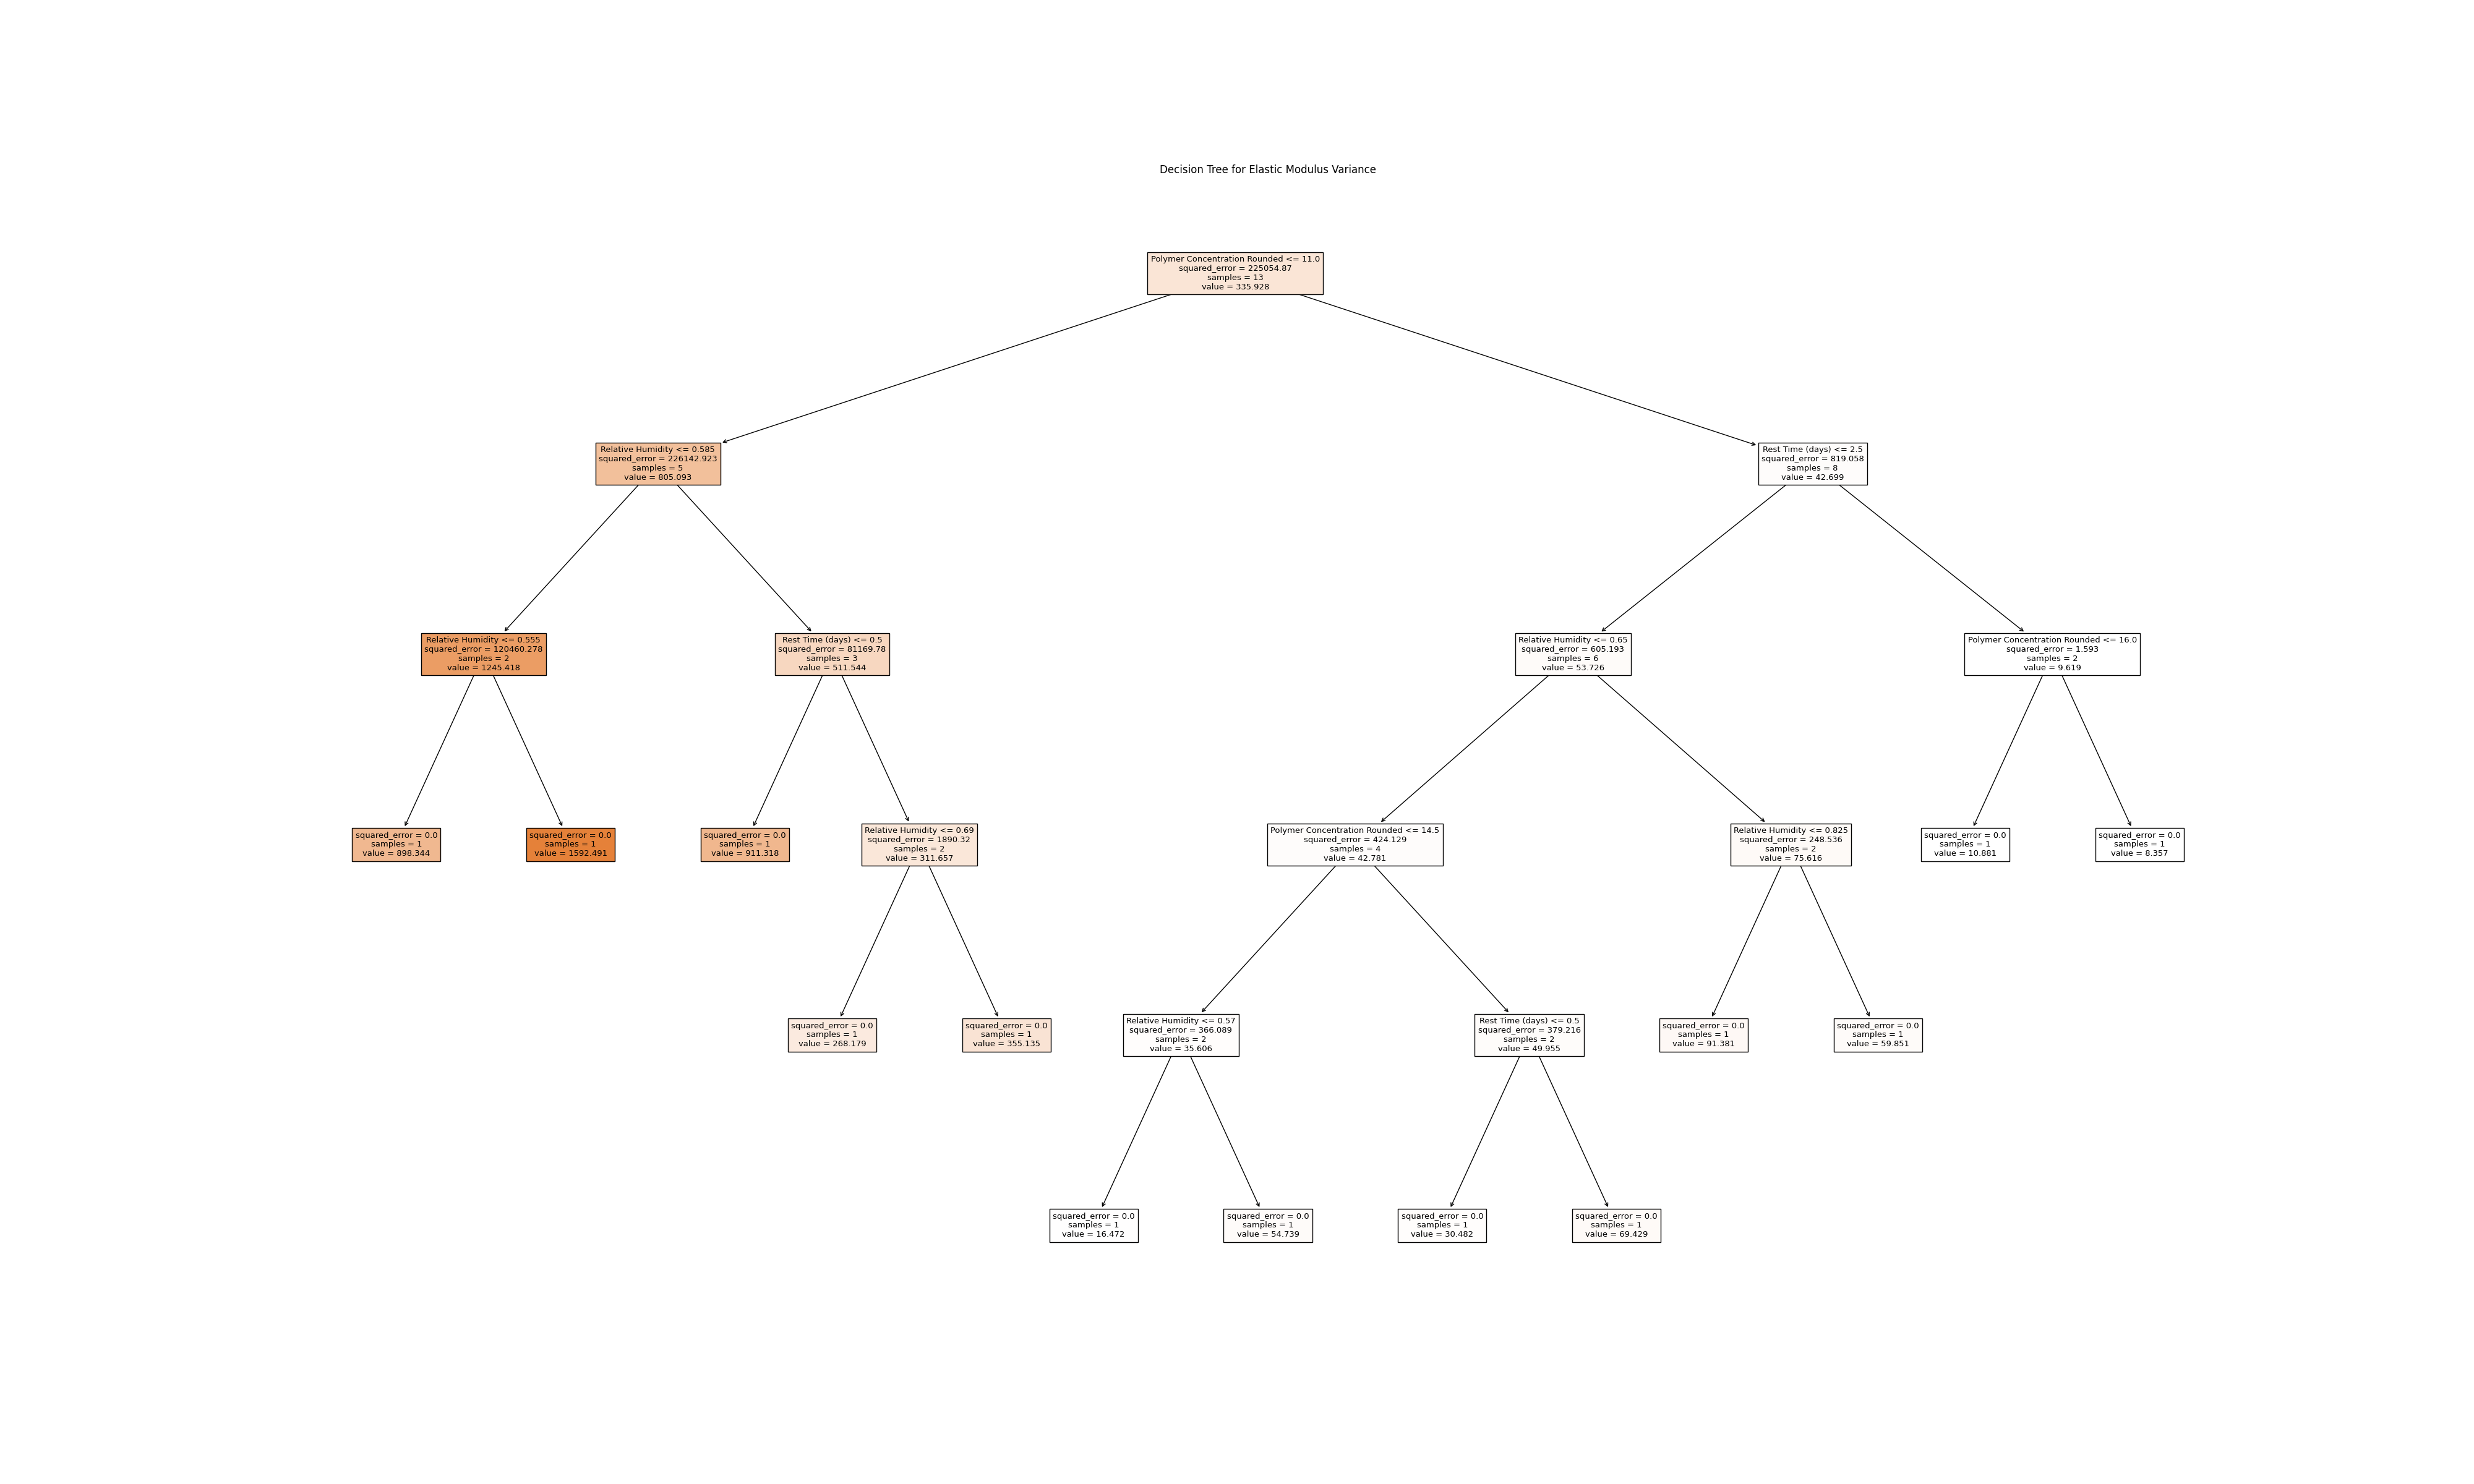 Decision Tree for Elastic Modulus Variance
Polymer Concentration Rounded <= 11.0
squared_error = 225054.87
samples = 13
value = 335.928
Relative Humidity <= 0.585
squared_error = 226142.923
samples = 5
value = 805.093
Rest Time (days) <= 2.5
squared_error = 819.058
samples = 8
value = 42.699
Relative Humidity <= 0.555
squared_error = 120460.278
samples = 2
value = 1245.418
Rest Time (days) <= 0.5
squared_error = 81169.78
samples = 3
value = 511.544
Relative Humidity <= 0.65
squared_error = 605.193
samples = 6
value = 53.726
Polymer Concentration Rounded <= 16.0
squared_error = 1.593
samples = 2
value = 9.619
squared_error = 0.0
samples = 1
value = 898.344
squared_error = 0.0
samples = 1
value = 1592.491
squared_error = 0.0
samples = 1
value = 911.318
Relative Humidity <= 0.69
squared_error = 1890.32
samples = 2
value = 311.657
Polymer Concentration Rounded <= 14.5
squared_error = 424.129
samples = 4
value = 42.781
Relative Humidity <= 0.825
squared_error = 248.536
samples = 2
value = 75.616
squared_error = 0.0
samples = 1
value = 10.881
squared_error = 0.0
samples = 1
value = 8.357
squared_error = 0.0
samples = 1
value = 268.179
squared_error = 0.0
samples = 1
value = 355.135
Relative Humidity <= 0.57
squared_error = 366.089
samples = 2
value = 35.606
Rest Time (days) <= 0.5
squared_error = 379.216
samples = 2
value = 49.955
squared_error = 0.0
samples = 1
value = 91.381
squared_error = 0.0
samples = 1
value = 59.851
squared_error = 0.0
samples = 1
value = 16.472
squared_error = 0.0
samples = 1
value = 54.739
squared_error = 0.0
samples = 1
value = 30.482
squared_error = 0.0
samples = 1
value = 69.429